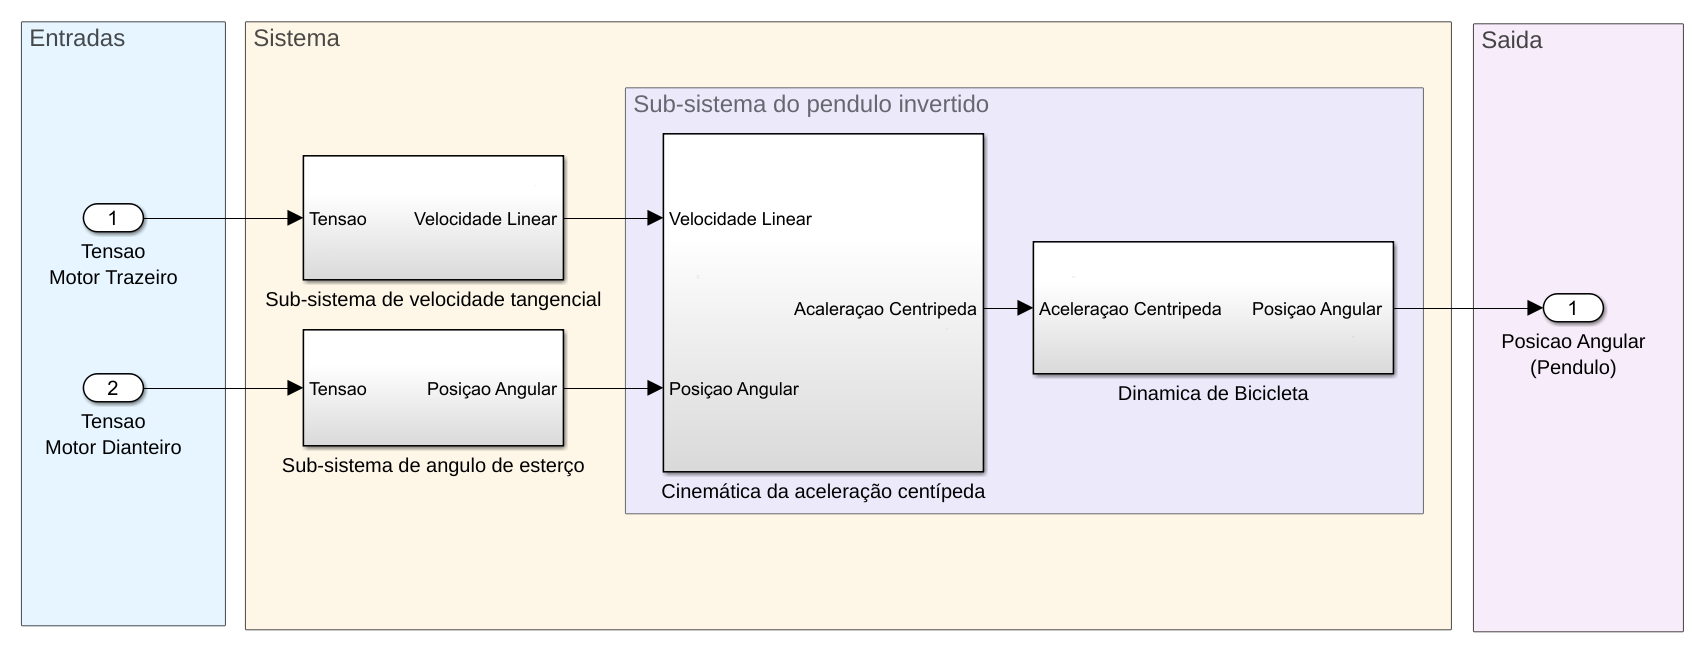 Entradas
1
Tensao
Motor Trazeiro
2
Tensao
Motor Dianteiro
Sistema
Tensao
Velocidade Linear
Sub-sistema de velocidade tangencial
Tensao
Posiçao Angular
Sub-sistema de angulo de esterço
Sub-sistema do pendulo invertido
Velocidade Linear
Acaleraçao Centripeda
Posiçao Angular
Cinemática da aceleração centípeda
Aceleraçao Centripeda
Posiçao Angular
Dinamica de Bicicleta
Saida
1
Posicao Angular
(Pendulo)